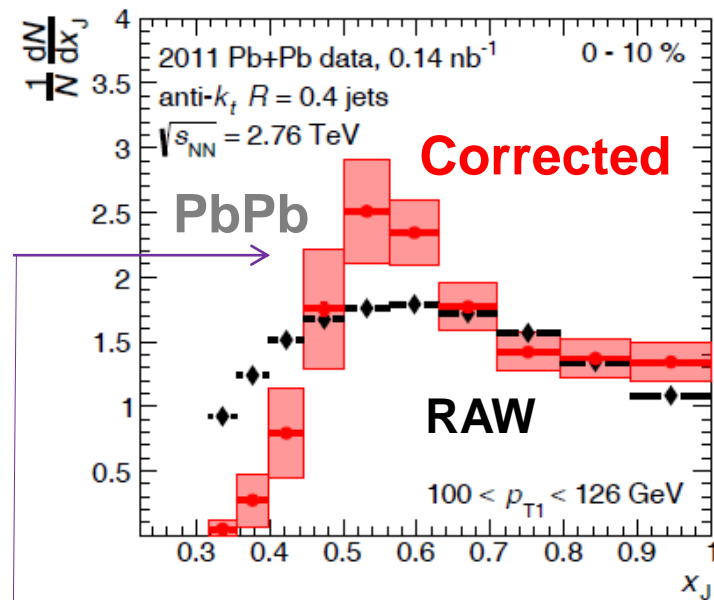 1/N dN/dx_J
2011 Pb+Pb data, 0.14 nb⁻¹
0 - 10 %
anti-k_t R = 0.4 jets
√s_NN = 2.76 TeV
Corrected
PbPb
RAW
100 < p_T1 < 126 GeV
4
3.5
3
2.5
2
1.5
1
0.5
0.3 0.4 0.5 0.6 0.7 0.8 0.9 1
x_J